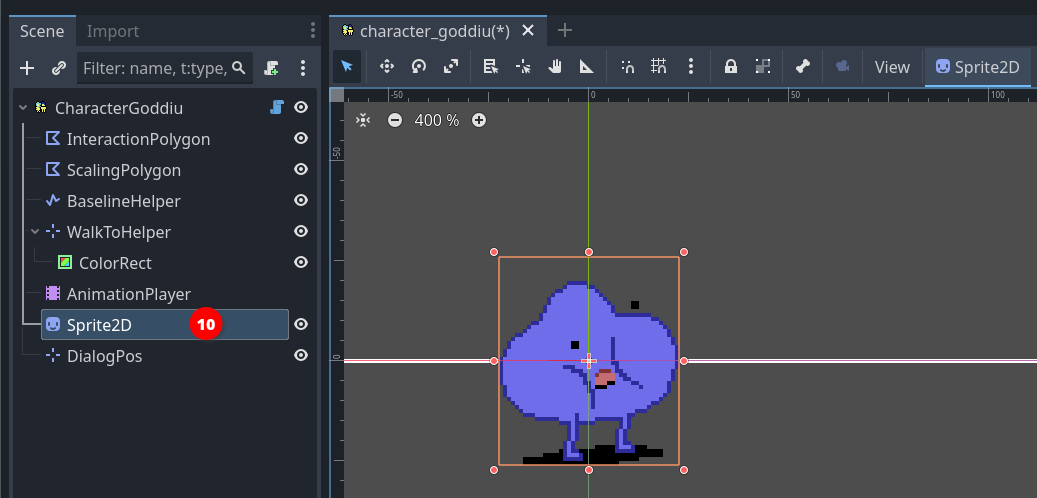 Scene Import
Filter: name, t:type,
CharacterGoddiu
InteractionPolygon
ScalingPolygon
BaselineHelper
WalkToHelper
ColorRect
AnimationPlayer
Sprite2D 10
DialogPos
character_goddiu(*)
View Sprite2D
-50 0 50 100
400 %
-50
0